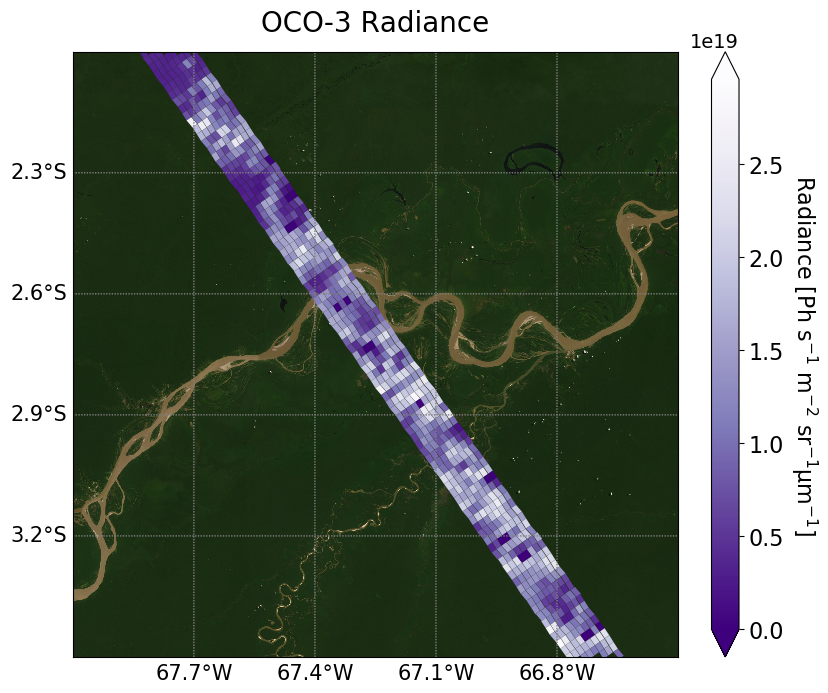 OCO-3 Radiance
1e19
2.3°S
2.6°S
2.9°S
3.2°S
67.7°W
67.4°W
67.1°W
66.8°W
2.5
2.0
1.5
1.0
0.5
0.0
Radiance [Ph s⁻¹ m⁻² sr⁻¹μm⁻¹]